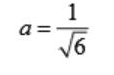 a = 1/√6